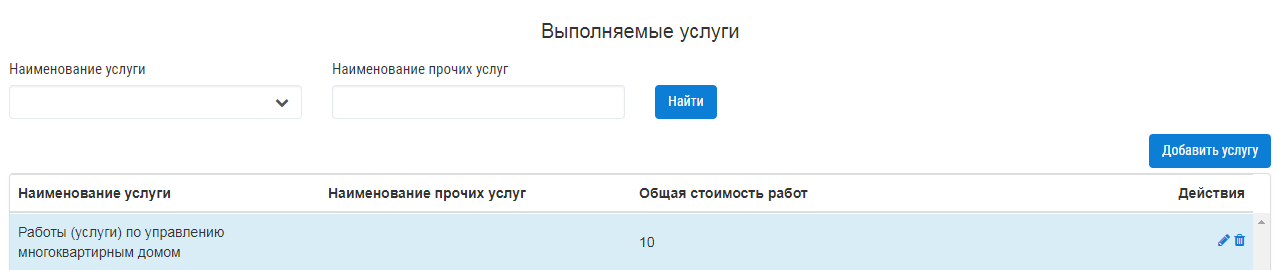 Выполняемые услуги
Наименование услуги Наименование прочих услуг
Найти
Добавить услугу
Наименование услуги Наименование прочих услуг Общая стоимость работ Действия
Работы (услуги) по управлению
многоквартирным домом 10